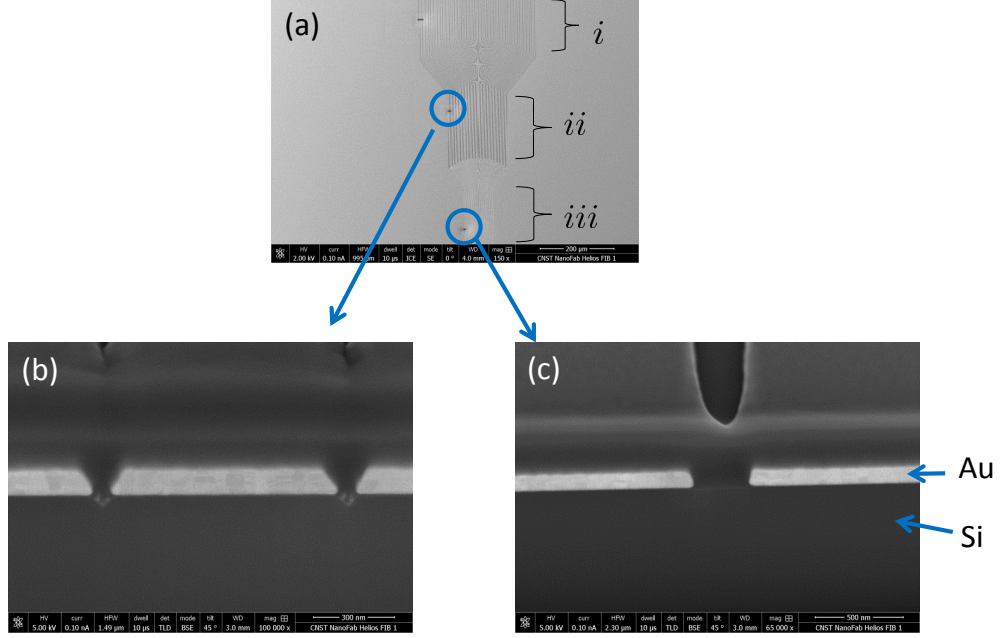 (a)
i
ii
iii
HV curr HFW dwell det mode tilt WD mag 200 µm
2.00 kV 0.10 nA 995 µm 10 µs ICE SE 0 ° 4.0 mm 150 x CNST NanoFab Helios FIB 1
(b)
(c)
Au
Si
HV curr HFW dwell det mode tilt WD mag 300 nm
5.00 kV 0.10 nA 1.49 µm 10 µs TLD BSE 45 ° 3.0 mm 100 000 x CNST NanoFab Helios FIB 1
HV curr HFW dwell det mode tilt WD mag 500 nm
5.00 kV 0.10 nA 2.30 µm 10 µs TLD BSE 45 ° 3.0 mm 65 000 x CNST NanoFab Helios FIB 1